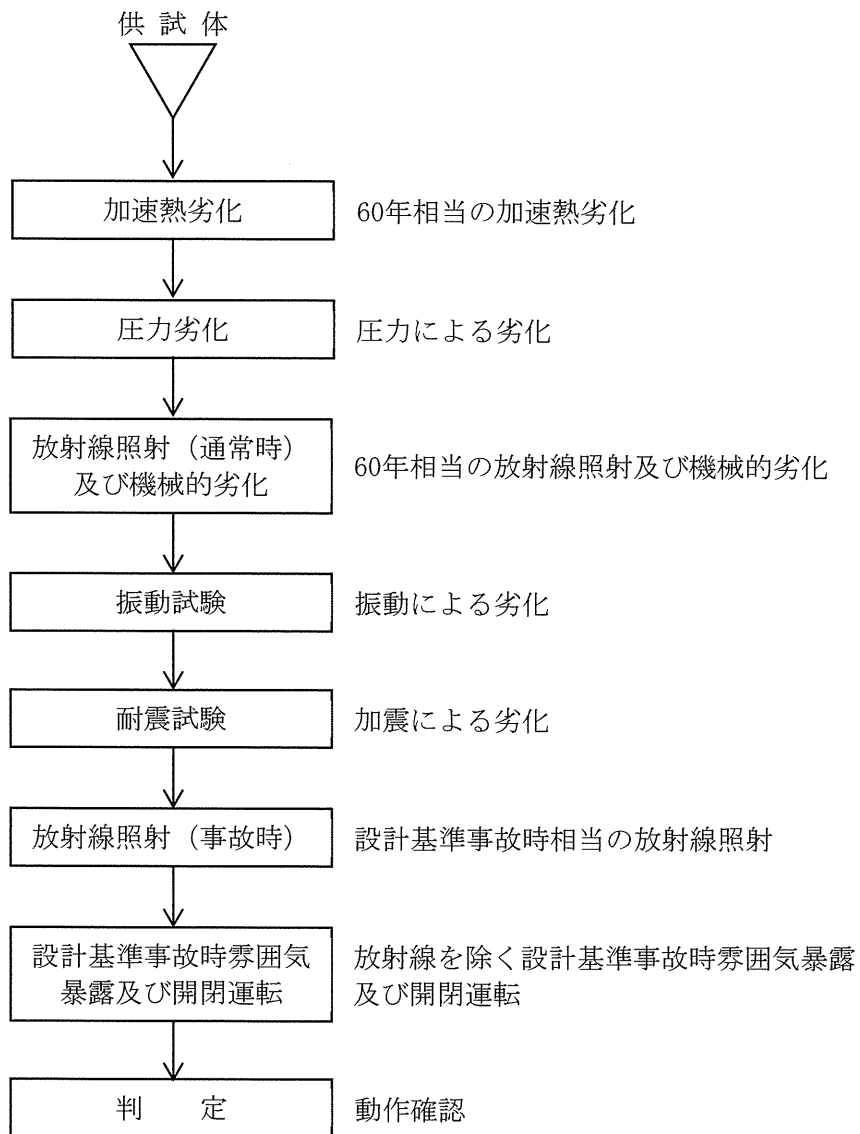 供 試 体
加速熱劣化
60年相当の加速熱劣化
圧力劣化
圧力による劣化
放射線照射（通常時）
及び機械的劣化
60年相当の放射線照射及び機械的劣化
振動試験
振動による劣化
耐震試験
加震による劣化
放射線照射（事故時）
設計基準事故時相当の放射線照射
設計基準事故時雰囲気
暴露及び開閉運転
放射線を除く設計基準事故時雰囲気暴露
及び開閉運転
判　　定
動作確認